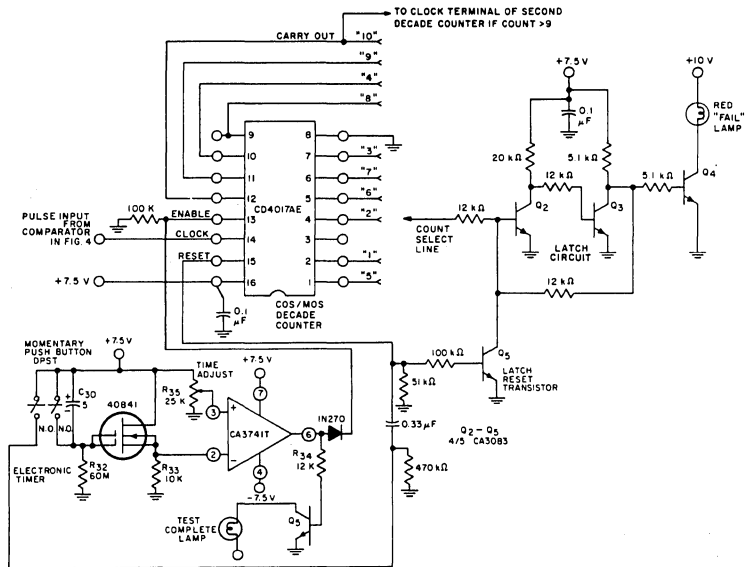 TO CLOCK TERMINAL OF SECOND
DECADE COUNTER IF COUNT >9
CARRY OUT
"10"
"9"
"4"
"8"
9
10
11
12
13
14
15
16
8
7
6
5
4
3
2
1
CD4017AE
"3"
"7"
"6"
"2"
"1"
"5"
COS/MOS
DECADE
COUNTER
100 K
ENABLE
CLOCK
RESET
PULSE INPUT
FROM
COMPARATOR
IN FIG. 4
+7.5 V
0.1
µF
+7.5 V
0.1
µF
20 kΩ
5.1 kΩ
12 kΩ
12 kΩ
Q2
Q3
COUNT
SELECT
LINE
LATCH
CIRCUIT
12 kΩ
+10 V
RED
"FAIL"
LAMP
5.1 kΩ
Q4
Q5
LATCH
RESET
TRANSISTOR
100 kΩ
51 kΩ
0.33 µF
470 kΩ
Q2 – Q5
4/5 CA3083
MOMENTARY
PUSH BUTTON
DPST
+7.5 V
C30
5
+
−
40841
N.O.
N.O.
ELECTRONIC
TIMER
R32
60M
R33
10K
TIME
ADJUST
R35
25 K
+7.5 V
7
3
+
CA3741T
2
−
6
4
−7.5 V
1N270
R34
12 K
TEST
COMPLETE
LAMP
Q5